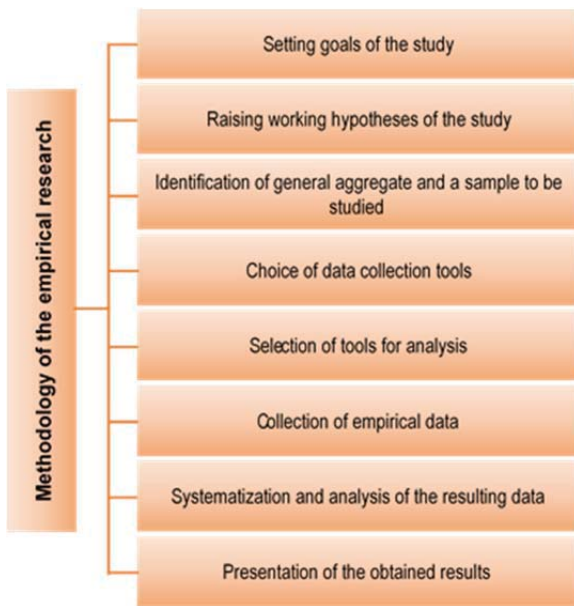 Methodology of the empirical research
Setting goals of the study
Raising working hypotheses of the study
Identification of general aggregate and a sample to be
studied
Choice of data collection tools
Selection of tools for analysis
Collection of empirical data
Systematization and analysis of the resulting data
Presentation of the obtained results